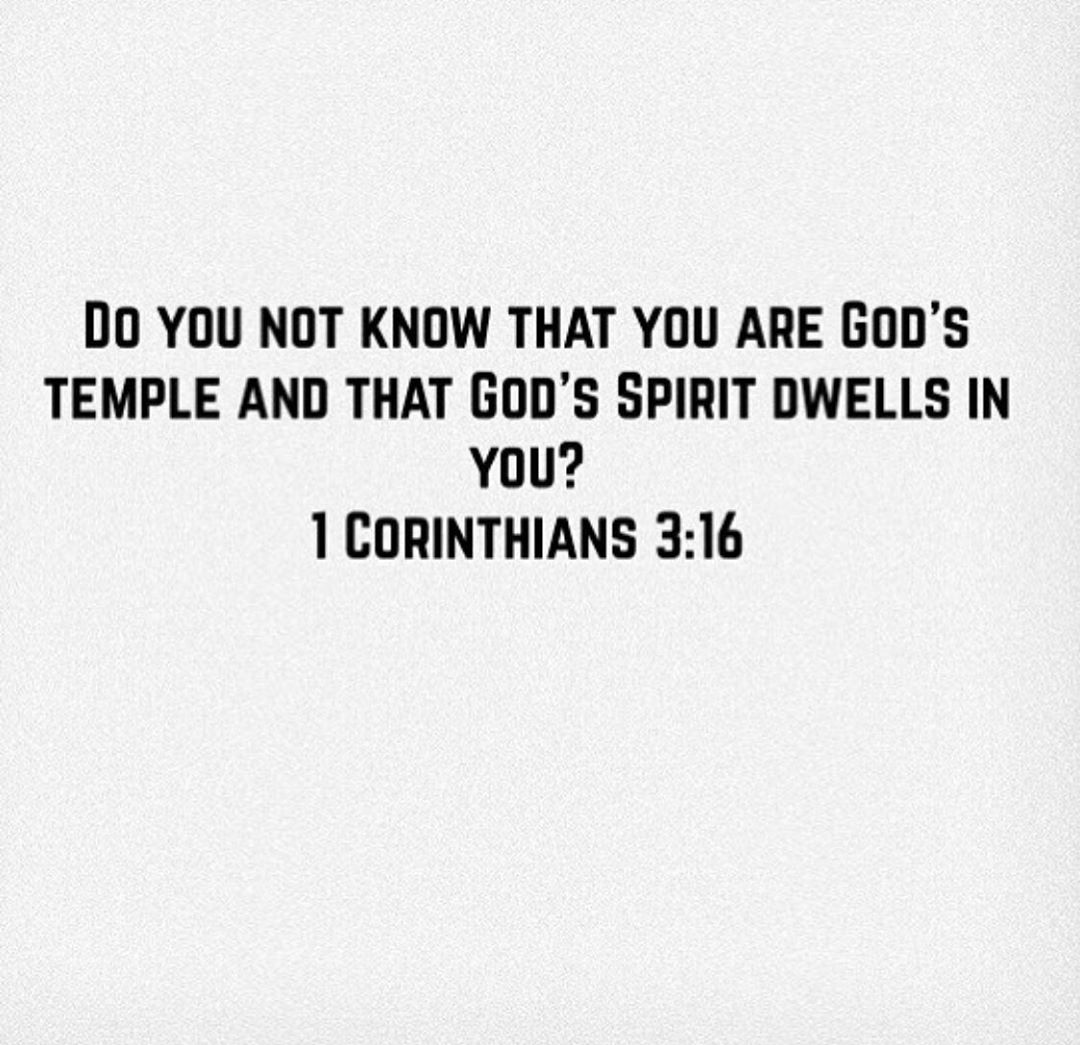 Do you not know that you are God's
temple and that God's Spirit dwells in
you?
1 Corinthians 3:16